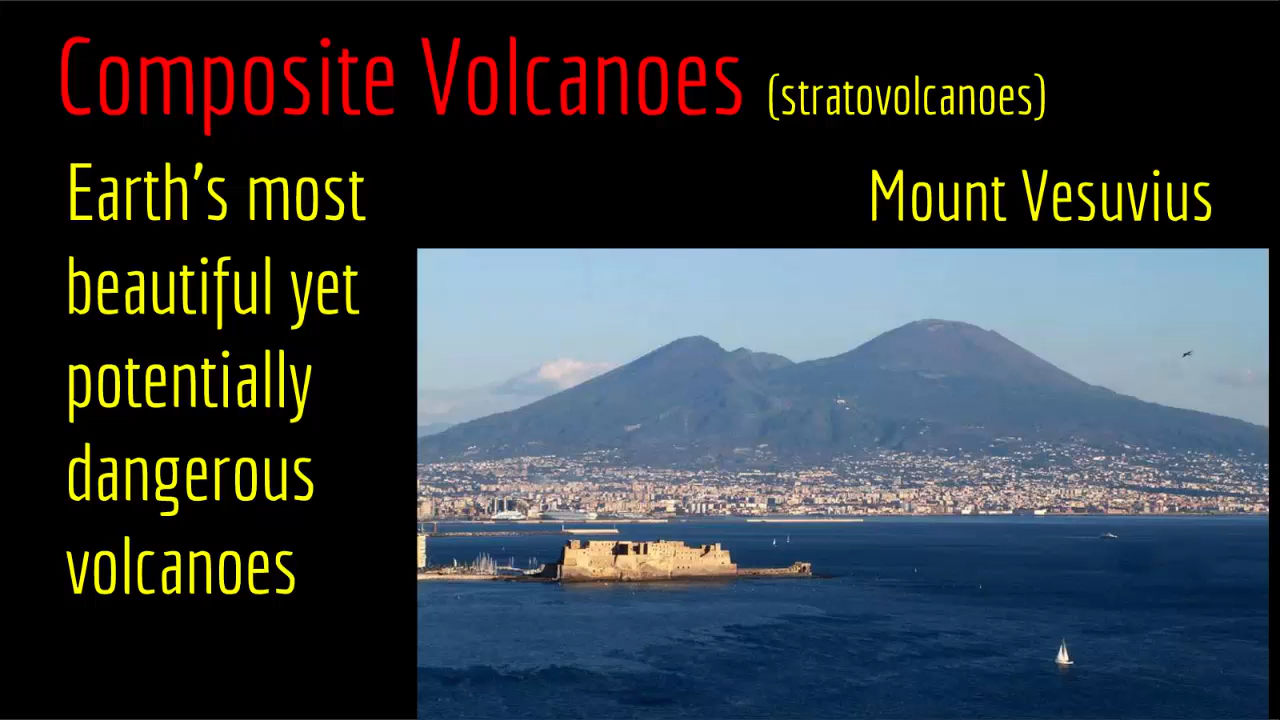 Composite Volcanoes (stratovolcanoes)
Earth's most
beautiful yet
potentially
dangerous
volcanoes
Mount Vesuvius